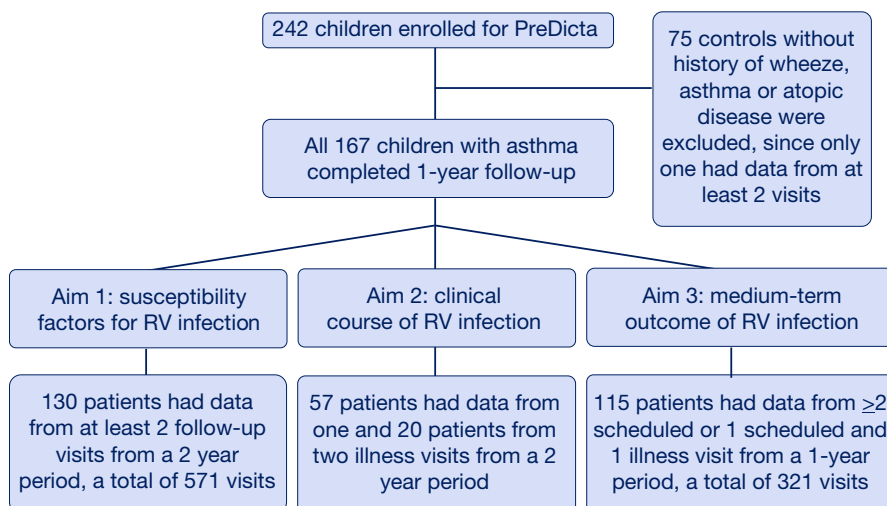 242 children enrolled for PreDicta
75 controls without
history of wheeze,
asthma or atopic
disease were
excluded, since only
one had data from at
least 2 visits
All 167 children with asthma
completed 1-year follow-up
Aim 1: susceptibility
factors for RV infection
Aim 2: clinical
course of RV infection
Aim 3: medium-term
outcome of RV infection
130 patients had data
from at least 2 follow-up
visits from a 2 year
period, a total of 571 visits
57 patients had data from
one and 20 patients from
two illness visits from a 2
year period
115 patients had data from ≥2
scheduled or 1 scheduled and
1 illness visit from a 1-year
period, a total of 321 visits